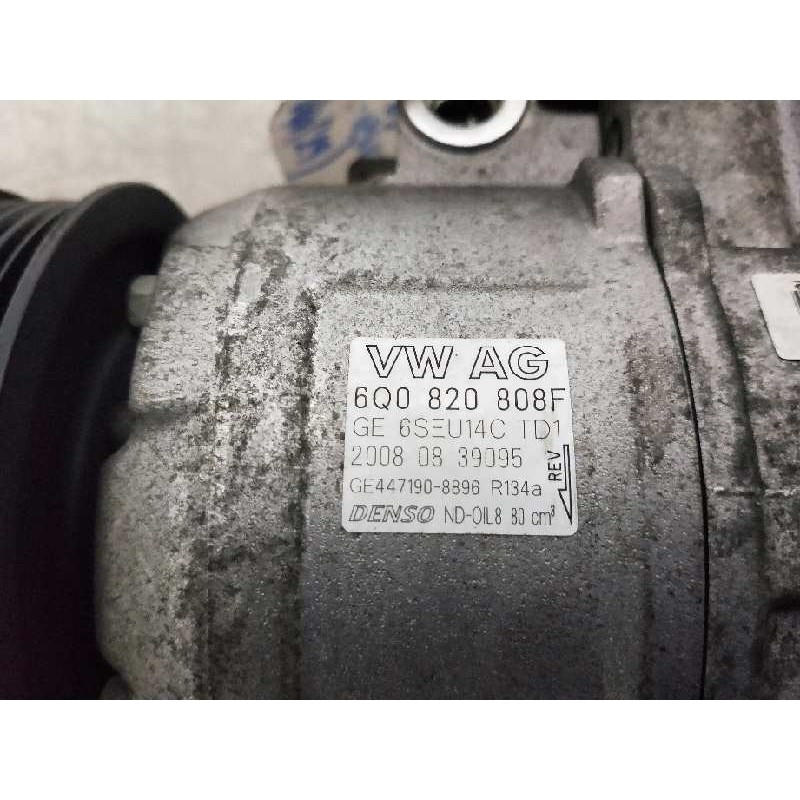 VW AG
6Q0 820 808F
GE 6SEU14C TD1
2008 08 39095
GE447190-8896 R134a
DENSO ND-OIL8 80 cm³
REV